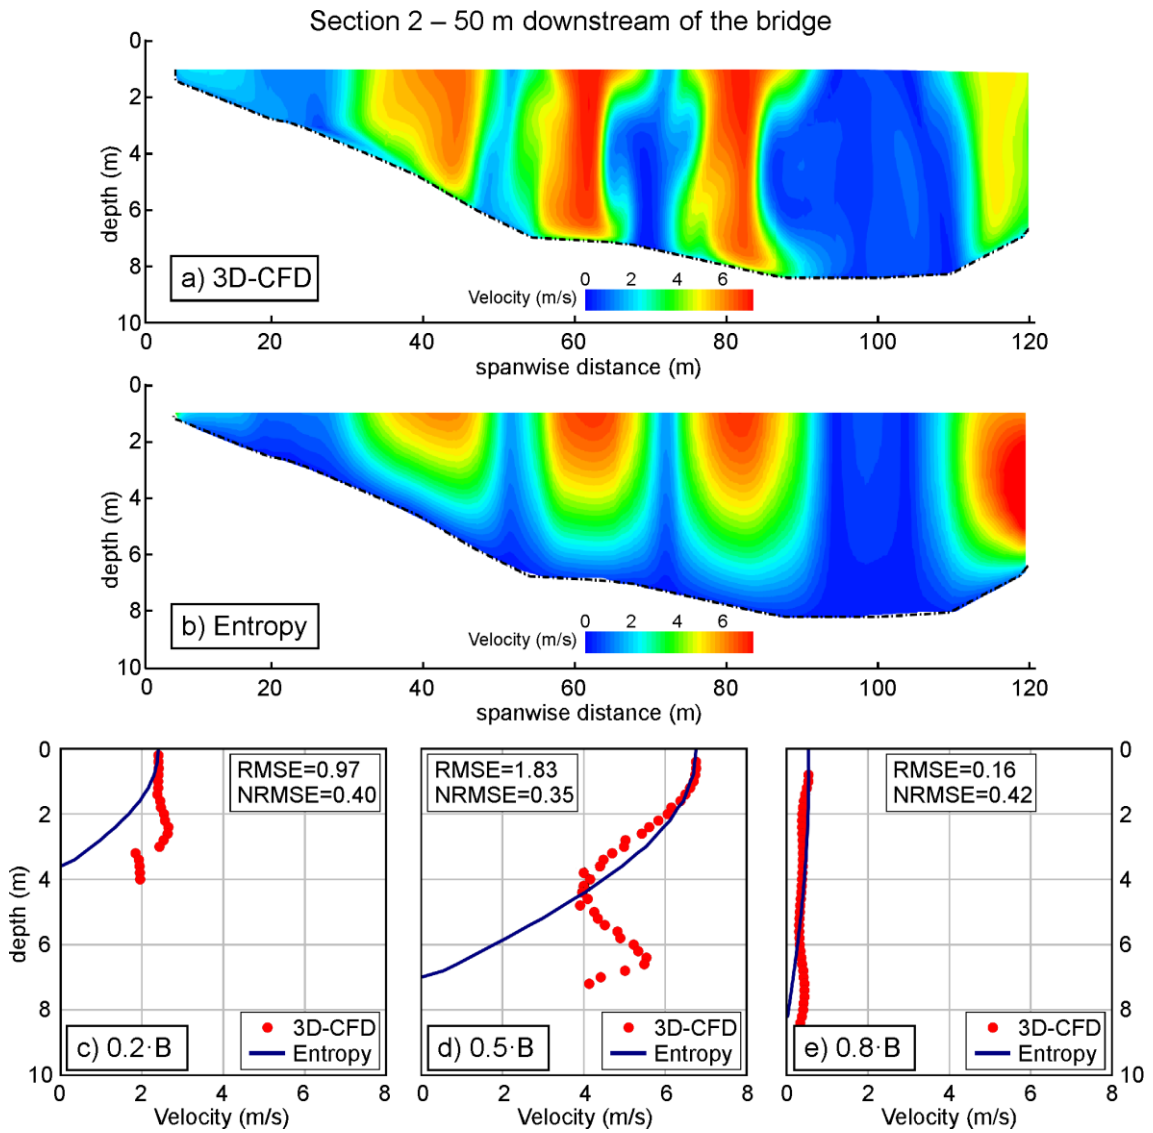 Section 2 – 50 m downstream of the bridge
0
2
4
6
8
10
depth (m)
a) 3D-CFD
0 2 4 6
Velocity (m/s)
0 20 40 60 80 100 120
spanwise distance (m)
0
2
4
6
8
10
depth (m)
b) Entropy
0 2 4 6
Velocity (m/s)
0 20 40 60 80 100 120
spanwise distance (m)
0
2
4
6
8
10
depth (m)
RMSE=0.97
NRMSE=0.40
c) 0.2·B
3D-CFD
Entropy
0 2 4 6 8
Velocity (m/s)
RMSE=1.83
NRMSE=0.35
d) 0.5·B
3D-CFD
Entropy
0 2 4 6 8
Velocity (m/s)
RMSE=0.16
NRMSE=0.42
e) 0.8·B
3D-CFD
Entropy
0 2 4 6 8
Velocity (m/s)
0
2
4
6
8
10